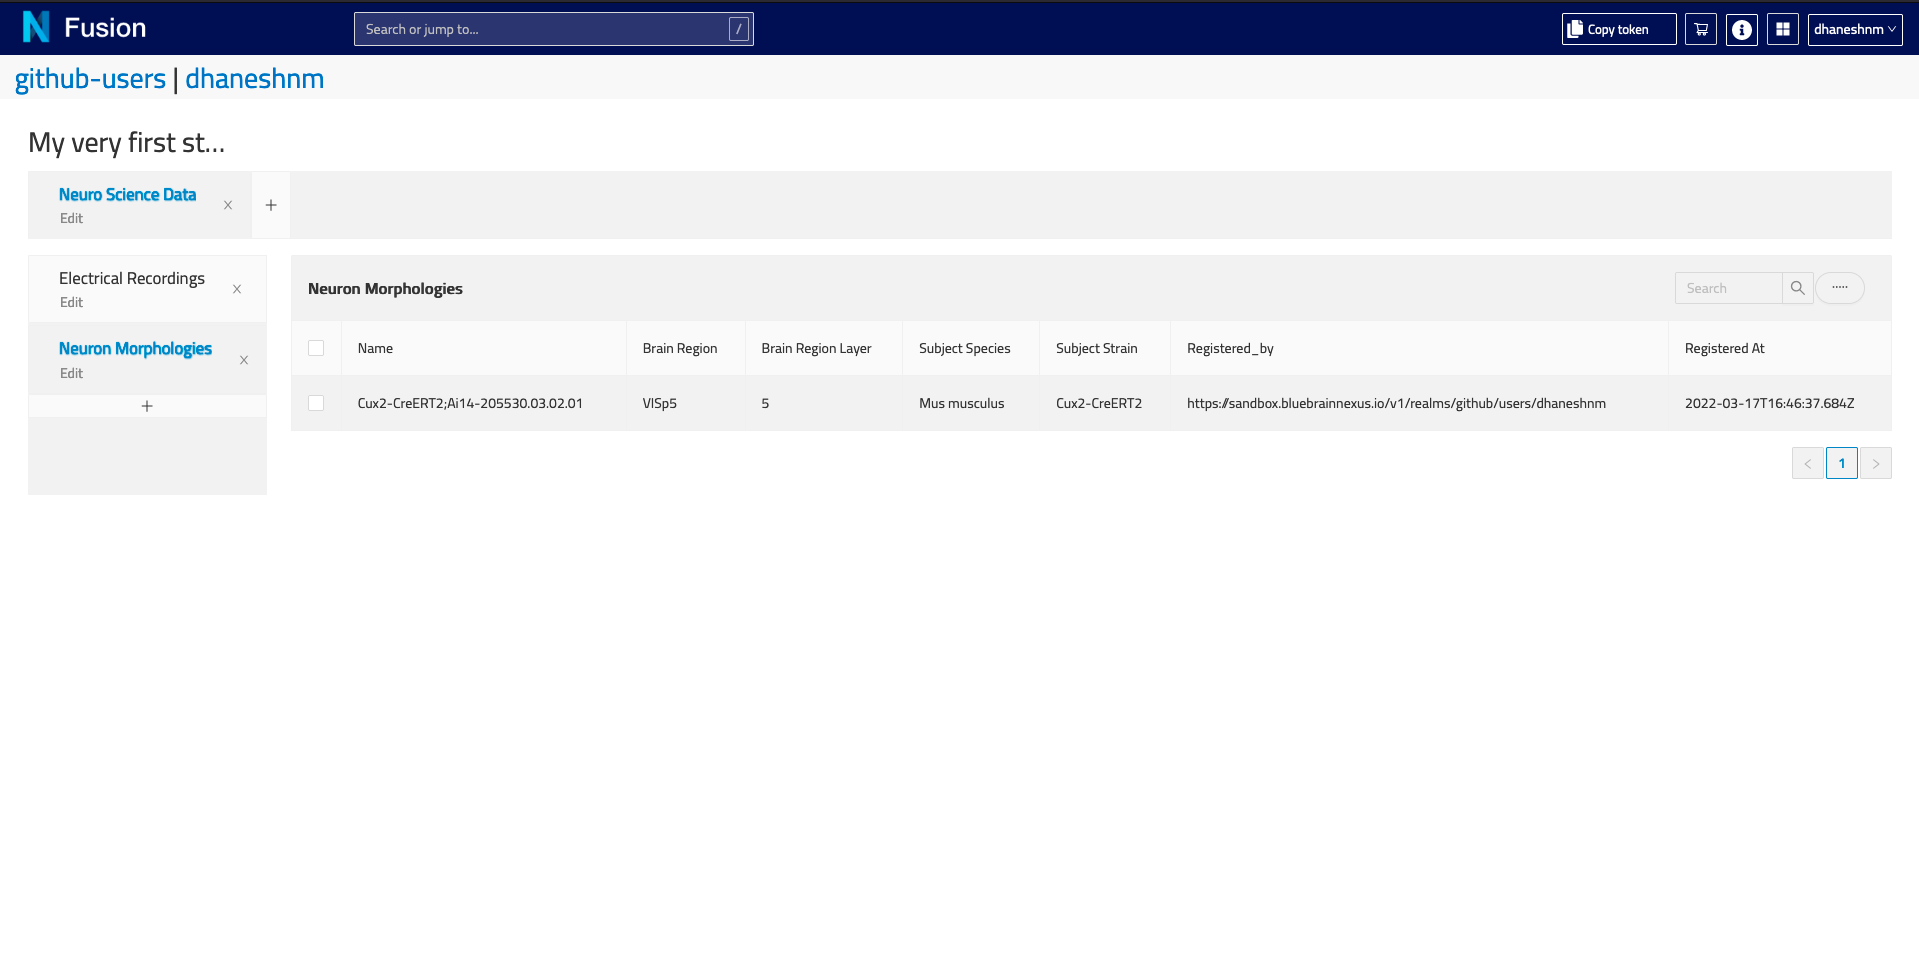 Fusion
Search or jump to...
/
Copy token
dhaneshnm
github-users | dhaneshnm
My very first st...
Neuro Science Data
Edit
Electrical Recordings
Edit
Neuron Morphologies
Edit
Neuron Morphologies
Search
Name Brain Region Brain Region Layer Subject Species Subject Strain Registered_by Registered At
Cux2-CreERT2;Ai14-205530.03.02.01 VISp5 5 Mus musculus Cux2-CreERT2 https://sandbox.bluebrainnexus.io/v1/realms/github/users/dhaneshnm 2022-03-17T16:46:37.684Z
< 1 >